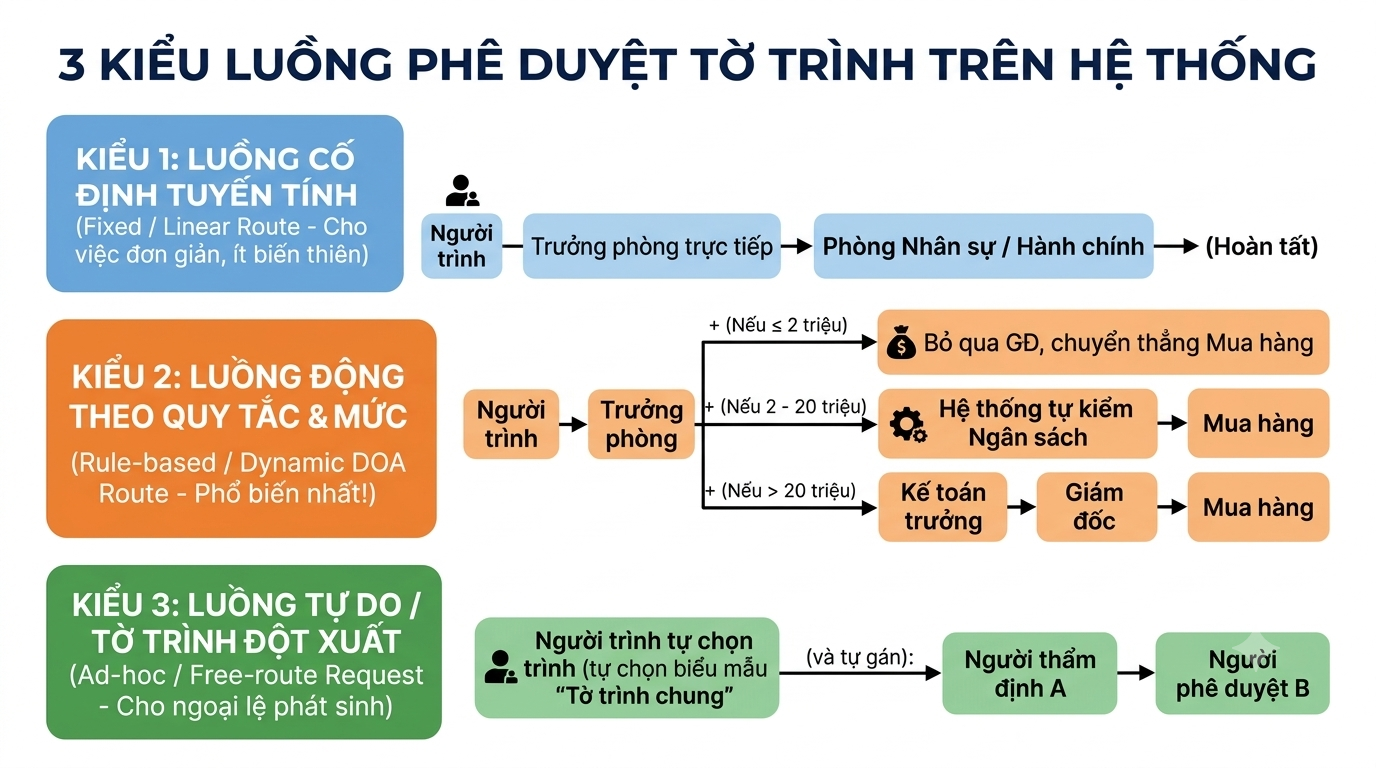 3 KIỂU LUỒNG PHÊ DUYỆT TỜ TRÌNH TRÊN HỆ THỐNG
KIỂU 1: LUỒNG CỐ
ĐỊNH TUYẾN TÍNH
(Fixed / Linear Route - Cho
việc đơn giản, ít biến thiên)
Người
trình
Trưởng phòng trực tiếp
Phòng Nhân sự / Hành chính
(Hoàn tất)
KIỂU 2: LUỒNG ĐỘNG
THEO QUY TẮC & MỨC
(Rule-based / Dynamic DOA
Route - Phổ biến nhất!)
Người
trình
Trưởng
phòng
+ (Nếu ≤ 2 triệu)
$
Bỏ qua GĐ, chuyển thẳng Mua hàng
+ (Nếu 2 - 20 triệu)
Hệ thống tự kiểm
Ngân sách
Mua hàng
+ (Nếu > 20 triệu)
Kế toán
trưởng
Giám
đốc
Mua hàng
KIỂU 3: LUỒNG TỰ DO /
TỜ TRÌNH ĐỘT XUẤT
(Ad-hoc / Free-route Request
- Cho ngoại lệ phát sinh)
Người trình tự chọn
trình (tự chọn biểu mẫu
“Tờ trình chung”
(và tự gán):
Người thẩm
định A
Người
phê duyệt B